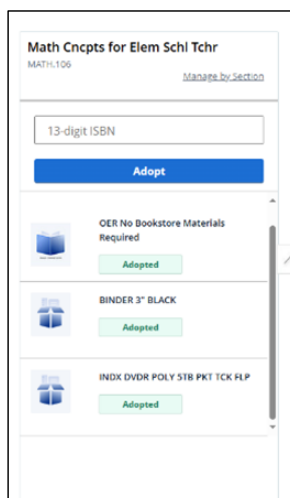 Math Cncpts for Elem Schl Tchr
MATH.106
Manage by Section
13-digit ISBN
Adopt
OER No Bookstore Materials
Required
Adopted
BINDER 3" BLACK
Adopted
INDX DVDR POLY 5TB PKT TCK FLP
Adopted